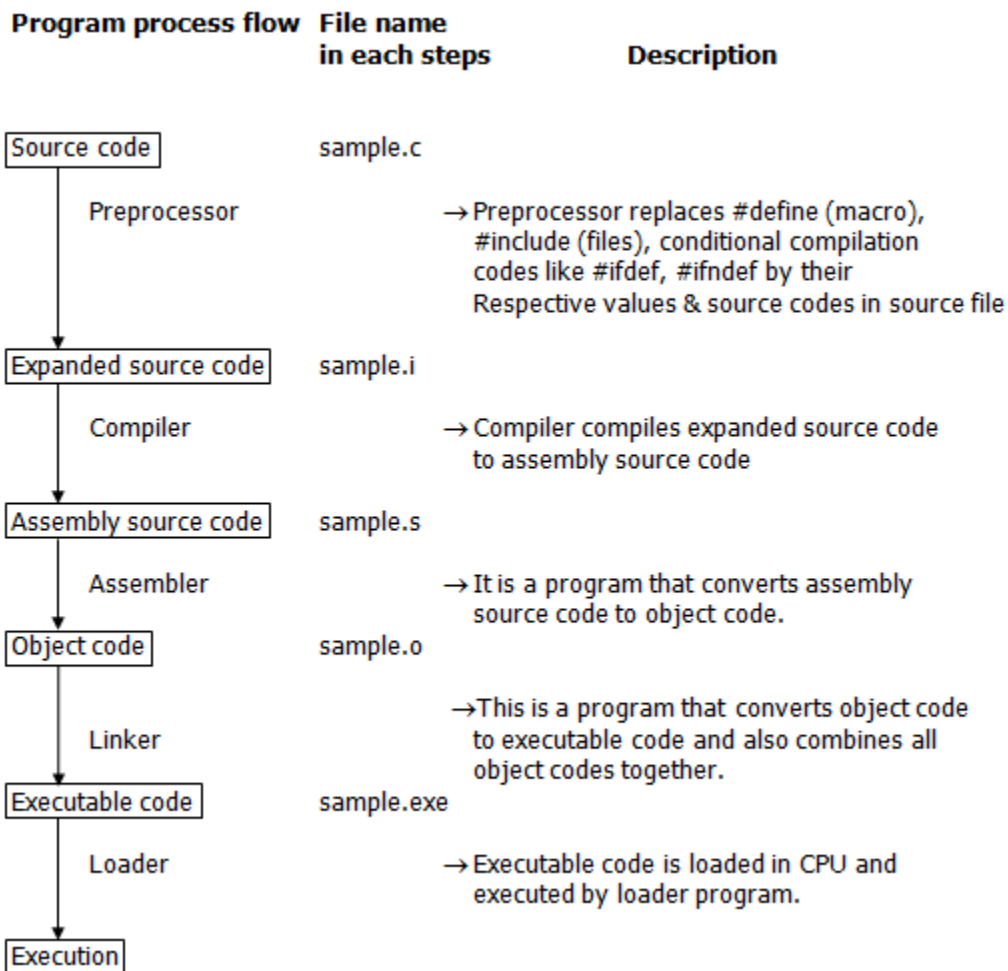 Program process flow File name
in each steps Description
Source code sample.c
Preprocessor → Preprocessor replaces #define (macro),
#include (files), conditional compilation
codes like #ifdef, #ifndef by their
Respective values & source codes in source file
Expanded source code sample.i
Compiler → Compiler compiles expanded source code
to assembly source code
Assembly source code sample.s
Assembler → It is a program that converts assembly
source code to object code.
Object code sample.o
→This is a program that converts object code
Linker to executable code and also combines all
object codes together.
Executable code sample.exe
Loader → Executable code is loaded in CPU and
executed by loader program.
Execution